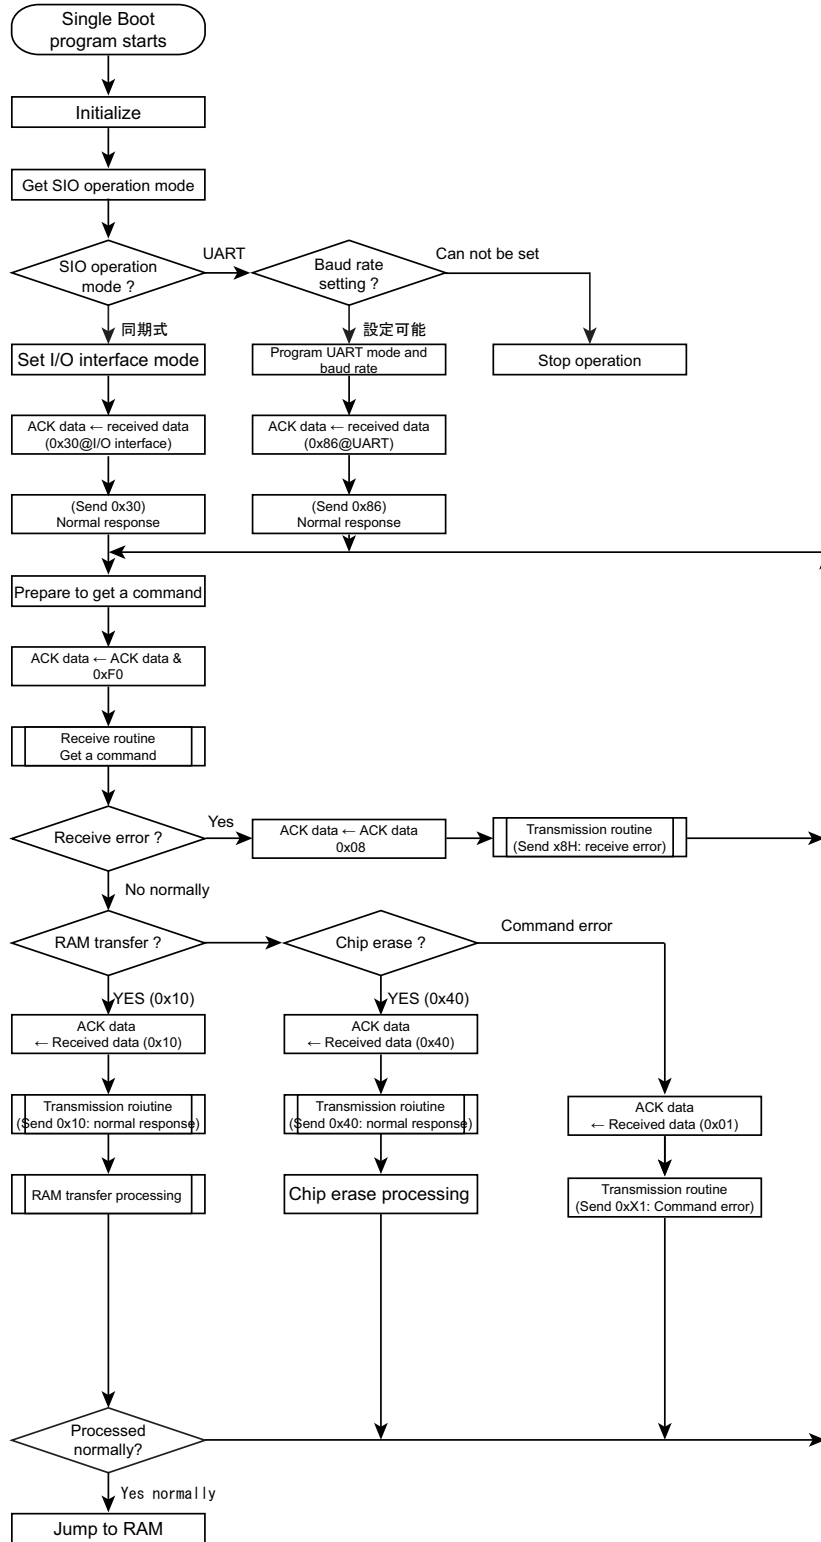 Single Boot
program starts
Initialize
Get SIO operation mode
SIO operation
mode ?
UART
Baud rate
setting ?
Can not be set
同期式
設定可能
Set I/O interface mode
Program UART mode and
baud rate
Stop operation
ACK data ← received data
(0x30@I/O interface)
ACK data ← received data
(0x86@UART)
(Send 0x30)
Normal response
(Send 0x86)
Normal response
Prepare to get a command
ACK data ← ACK data &
0xF0
Receive routine
Get a command
Receive error ?
Yes
ACK data ← ACK data
0x08
Transmission routine
(Send x8H: receive error)
No normally
RAM transfer ?
Chip erase ?
Command error
YES (0x10)
YES (0x40)
ACK data
← Received data (0x10)
ACK data
← Received data (0x40)
Transmission roiutine
(Send 0x10: normal response)
Transmission roiutine
(Send 0x40: normal response)
ACK data
← Received data (0x01)
RAM transfer processing
Chip erase processing
Transmission routine
(Send 0xX1: Command error)
Processed
normally?
Yes normally
Jump to RAM